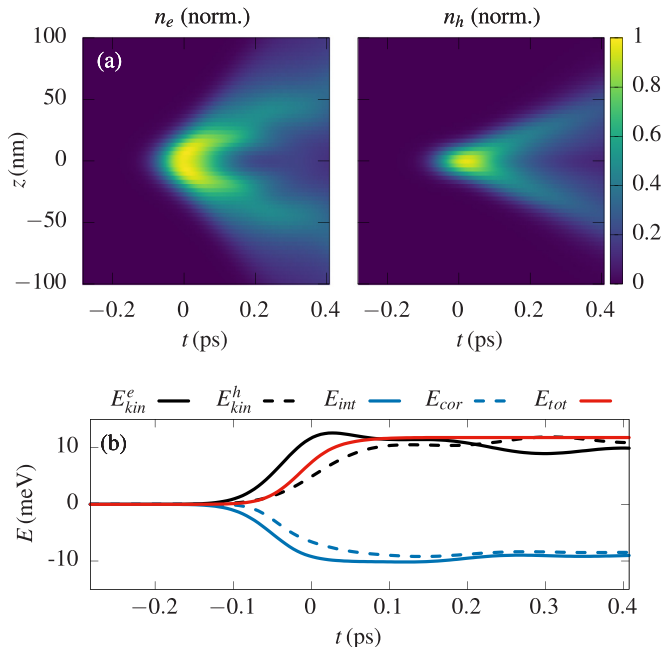 n_e (norm.) n_h (norm.)
(a)
100
50
0
−50
−100
z (nm)
−0.2 0 0.2 0.4
t (ps)
−0.2 0 0.2 0.4
t (ps)
1
0.8
0.6
0.4
0.2
0
E^e_kin E^h_kin E_int E_cor E_tot
(b)
10
0
-10
E (meV)
−0.2 −0.1 0 0.1 0.2 0.3 0.4
t (ps)